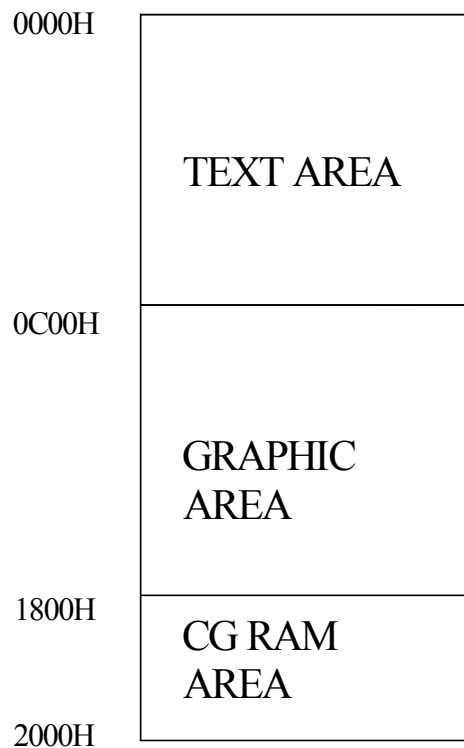 0000H
TEXT AREA
0C00H
GRAPHIC
AREA
1800H
CG RAM
AREA
2000H